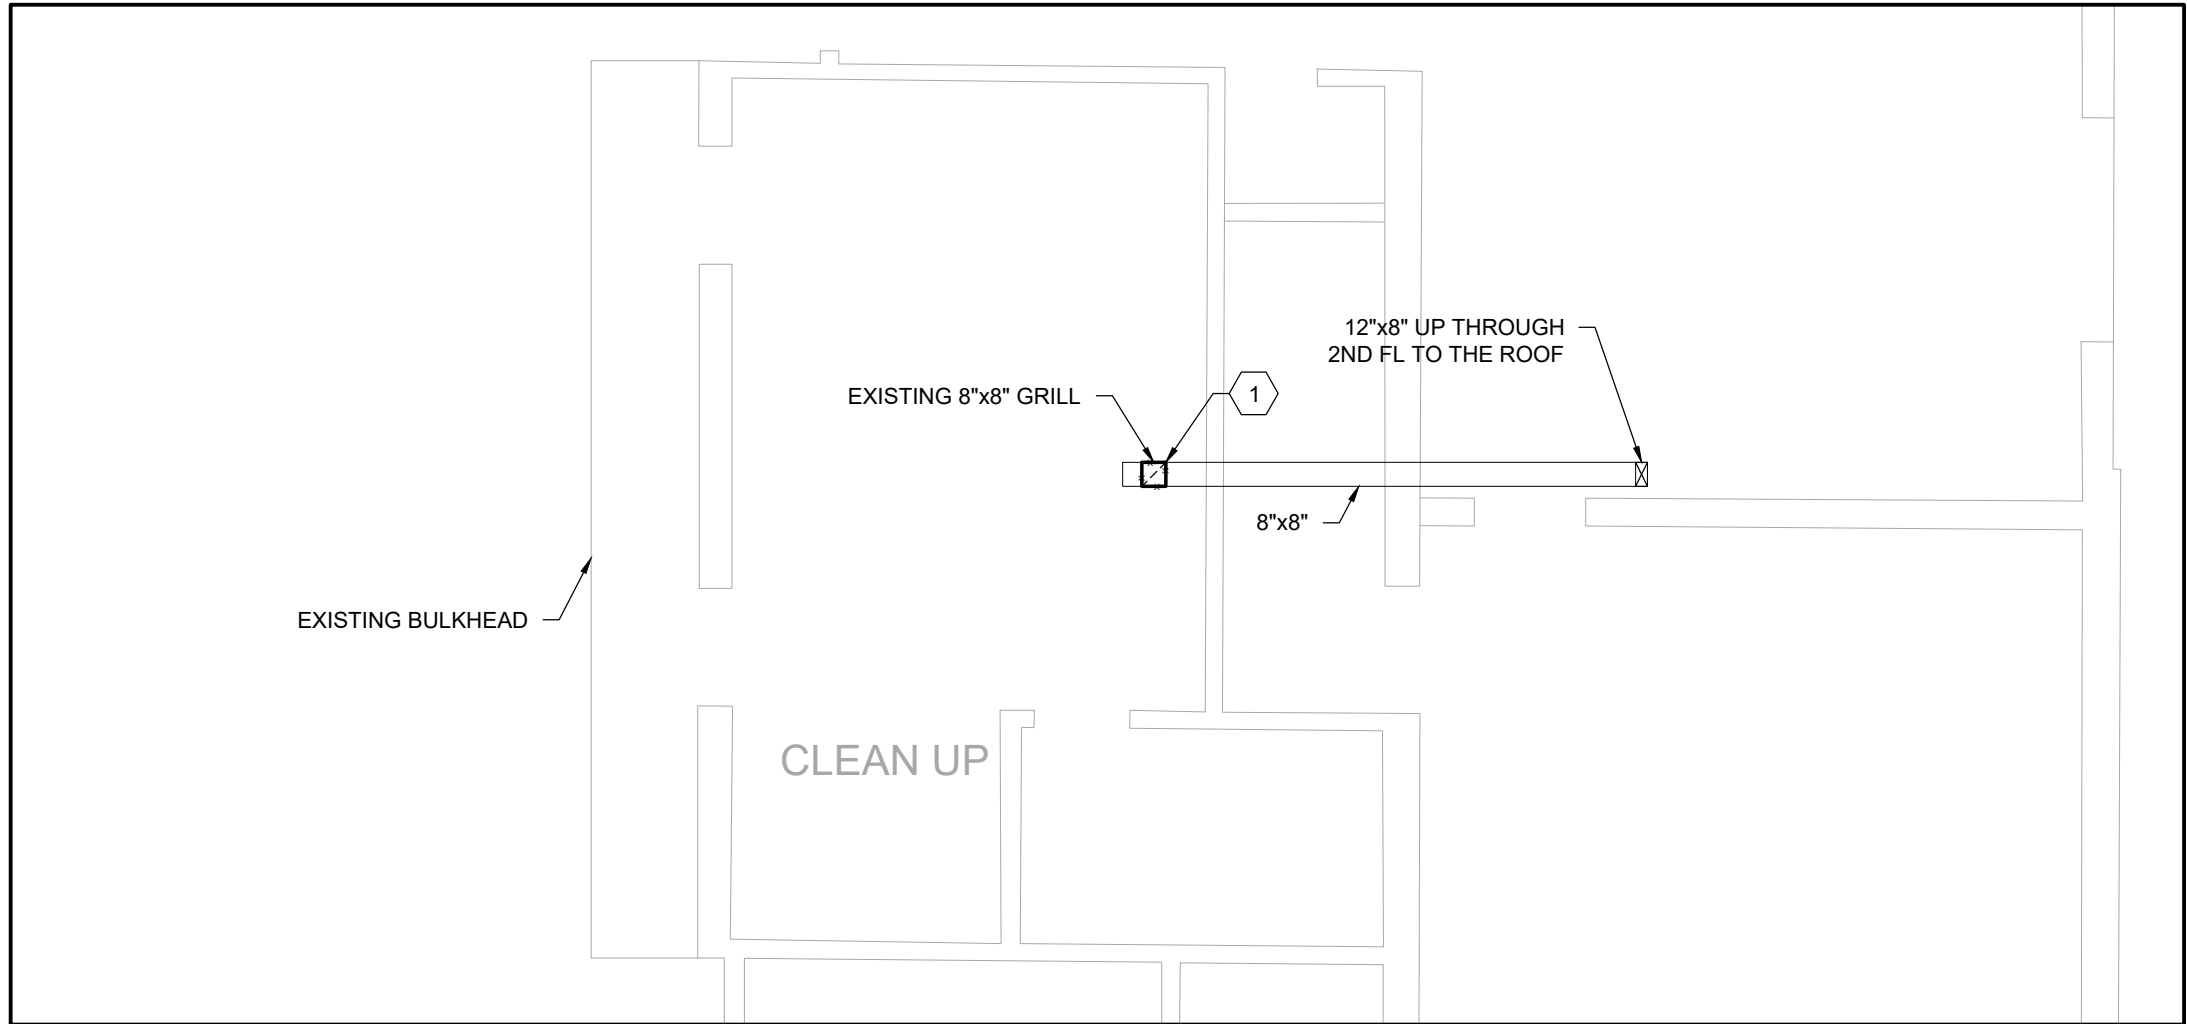 12"x8" UP THROUGH
2ND FL TO THE ROOF
EXISTING 8"x8" GRILL
1
8"x8"
EXISTING BULKHEAD
CLEAN UP